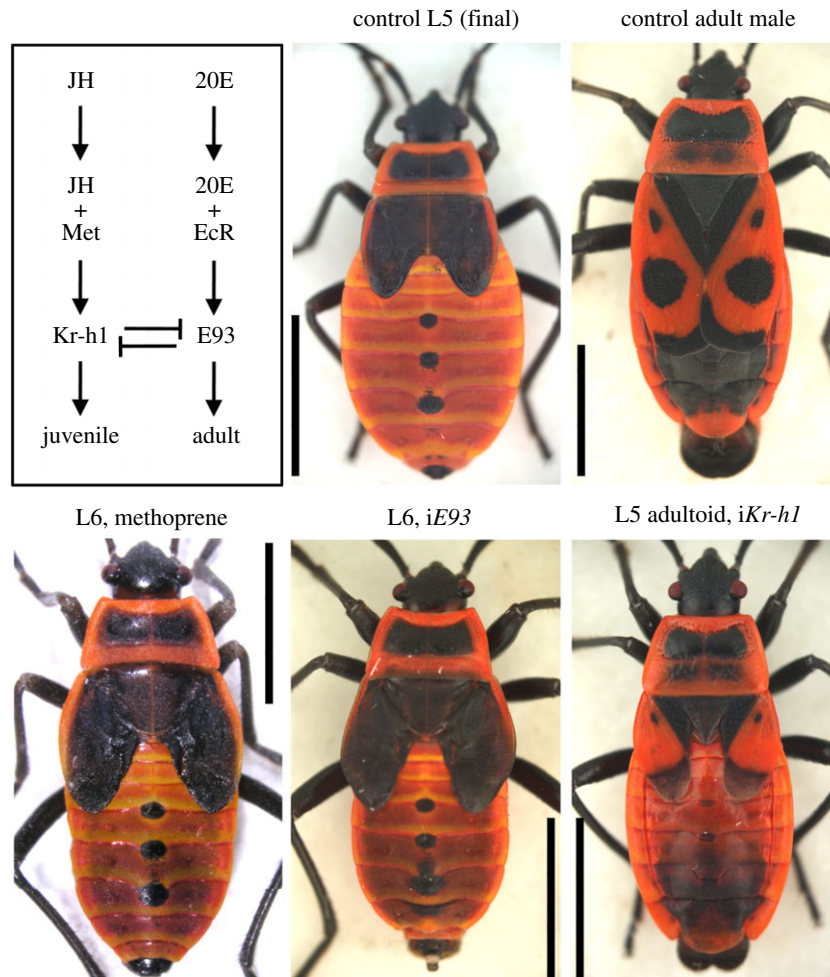 control L5 (final)
control adult male
JH 20E
JH 20E
+ +
Met EcR
Kr-h1 E93
juvenile adult
L6, methoprene
L6, iE93
L5 adultoid, iKr-h1